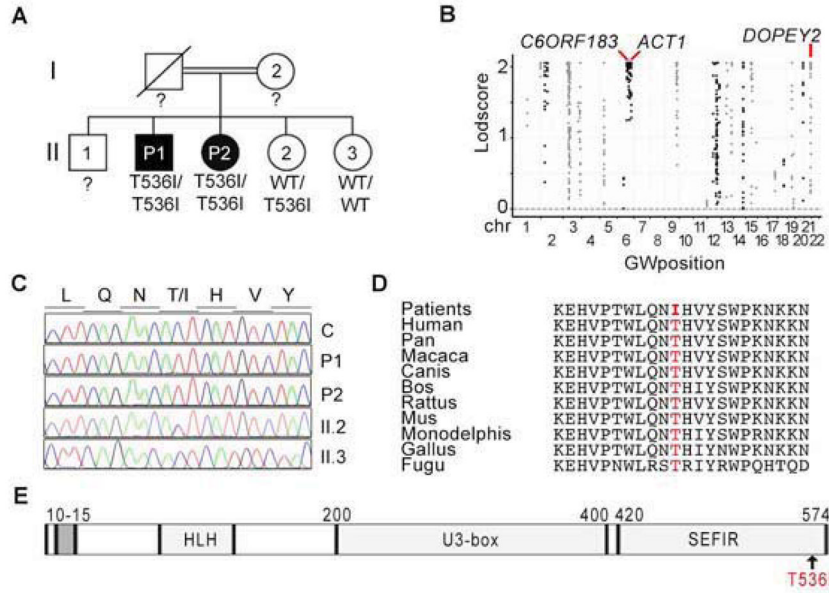 A
I
2
?
?
II
1
P1
P2
2
3
?
T536I/
T536I
T536I/
T536I
WT/
T536I
WT/
WT
B
C6ORF183
ACT1
DOPEY2
Lodscore
2
1
0
chr
1 3 5 7 9 11 13 15 17 19 21
2 4 6 8 10 12 14 16 18 20 22
GWposition
C
L Q N T/I H V Y
C
P1
P2
II.2
II.3
D
Patients KEHVPTWLQNIHVYSWPKNKKN
Human KEHVPTWLQNTHVYSWPKNKKN
Pan KEHVPTWLQNTHVYSWPKNKKN
Macaca KEHVPTWLQNTHVYSWPKNKKN
Canis KEHVPTWLQNTHVYSWPKNKKN
Bos KEHVPTWLQNTHIYSWPKNKKN
Rattus KEHVPTWLQNTHVYSWPKNKKN
Mus KEHVPTWLQNTHVYSWPKNKKN
Monodelphis KEHVPTWLQNTHIYSWPRNKKN
Gallus KEHVPTWLQNTHIYGWPKNKKN
Fugu KEHVPNWLRSTRIYRWPQHTQD
E
10-15 200 400 420 574
HLH U3-box SEFIR
T536